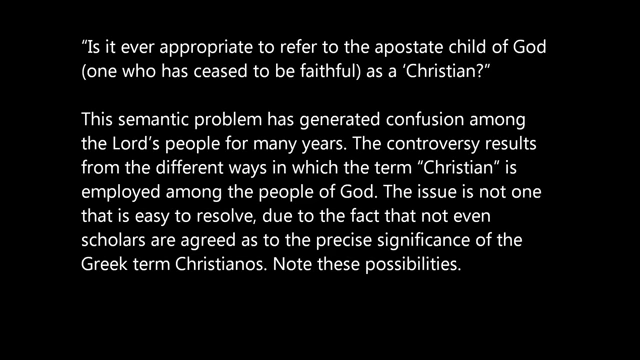 “Is it ever appropriate to refer to the apostate child of God
(one who has ceased to be faithful) as a ‘Christian?”
This semantic problem has generated confusion among
the Lord’s people for many years. The controversy results
from the different ways in which the term “Christian” is
employed among the people of God. The issue is not one
that is easy to resolve, due to the fact that not even
scholars are agreed as to the precise significance of the
Greek term Christianos. Note these possibilities.